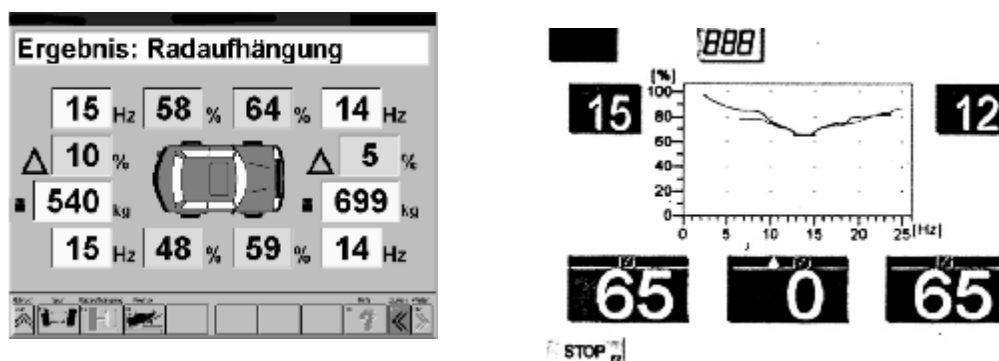 Ergebnis: Radaufhängung
15 Hz 58 % 64 % 14 Hz
10 % 5 %
540 kg 699 kg
15 Hz 48 % 59 % 14 Hz
888
[%]
15 12
100
80
60
40
20
0
0 5 10 15 20 25 [Hz]
65 0 65
STOP